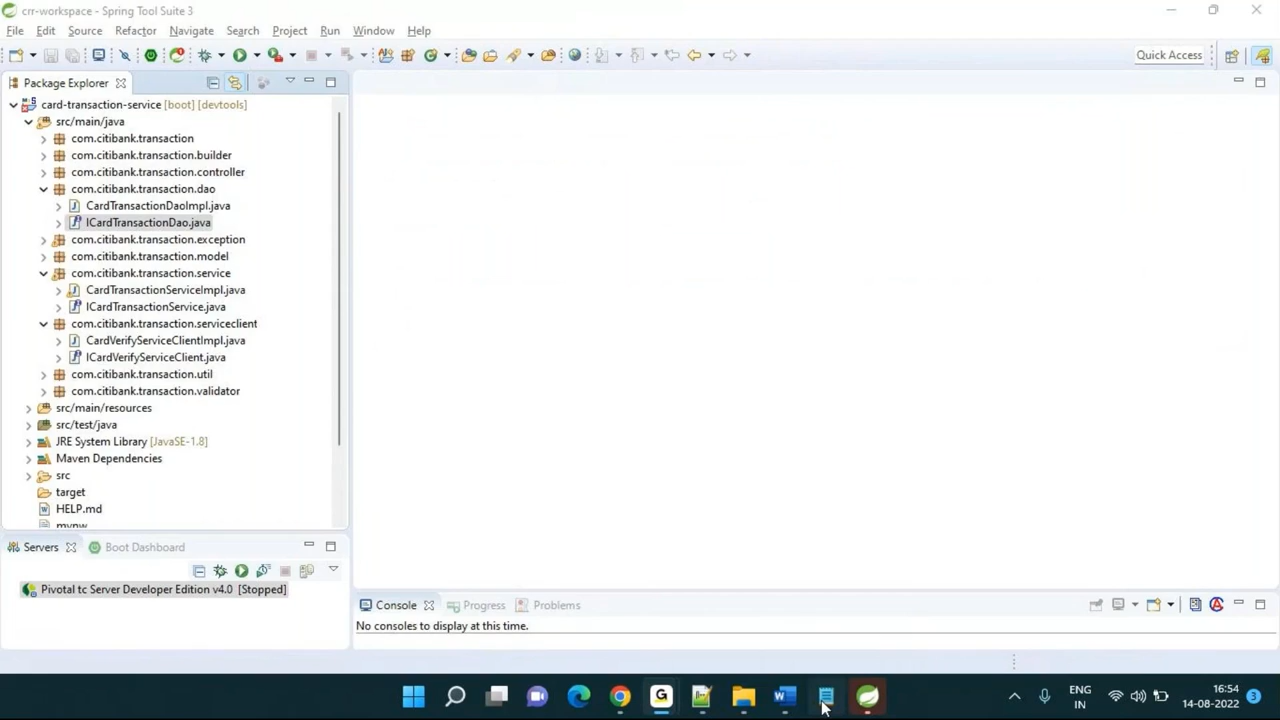 crr-workspace - Spring Tool Suite 3
File Edit Source Refactor Navigate Search Project Run Window Help
Quick Access
Package Explorer
card-transaction-service [boot] [devtools]
src/main/java
com.citibank.transaction
com.citibank.transaction.builder
com.citibank.transaction.controller
com.citibank.transaction.dao
CardTransactionDaoImpl.java
ICardTransactionDao.java
com.citibank.transaction.exception
com.citibank.transaction.model
com.citibank.transaction.service
CardTransactionServiceImpl.java
ICardTransactionService.java
com.citibank.transaction.serviceclient
CardVerifyServiceClientImpl.java
ICardVerifyServiceClient.java
com.citibank.transaction.util
com.citibank.transaction.validator
src/main/resources
src/test/java
JRE System Library [JavaSE-1.8]
Maven Dependencies
src
target
HELP.md
mvnw
Servers Boot Dashboard
Pivotal tc Server Developer Edition v4.0 [Stopped]
Console Progress Problems
No consoles to display at this time.
ENG
IN
16:54
14-08-2022
3